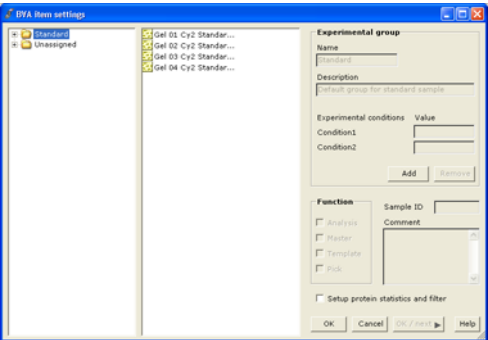 BVA item settings
Standard
Unassigned
Gel 01 Cy2 Standar...
Gel 02 Cy2 Standar...
Gel 03 Cy2 Standar...
Gel 04 Cy2 Standar...
Experimental group
Name
Standard
Description
Default group for standard sample
Experimental conditions Value
Condition1
Condition2
Add Remove
Function
Sample ID
Analysis
Comment
Master
Template
Pick
Setup protein statistics and filter
OK Cancel OK / next Help